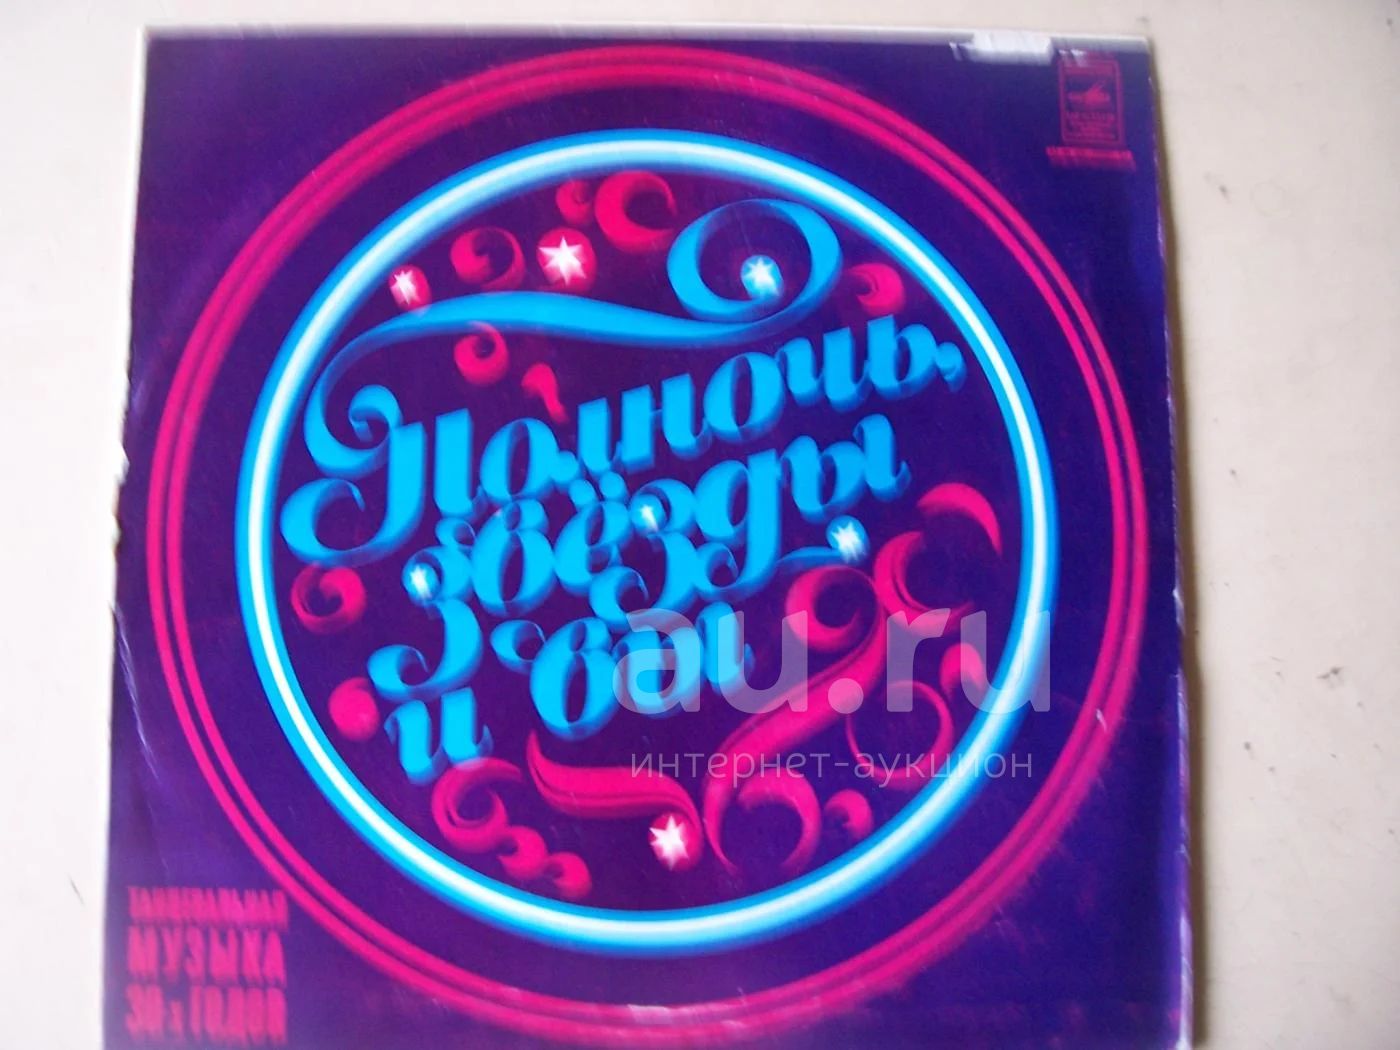 Полночь,
звёзды
и вы
ТАНЦЕВАЛЬНАЯ
МУЗЫКА
30-х ГОДОВ
au.ru
интернет-аукцион